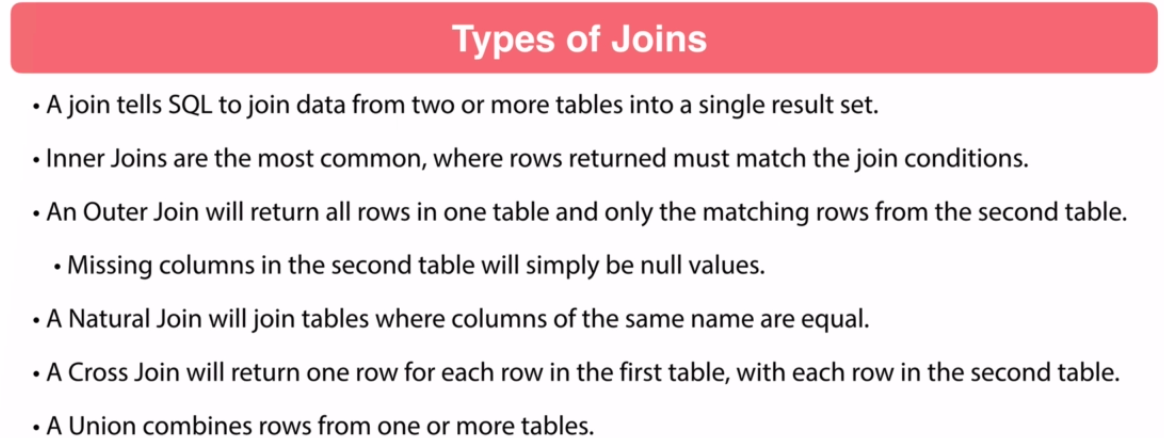 Types of Joins
• A join tells SQL to join data from two or more tables into a single result set.
• Inner Joins are the most common, where rows returned must match the join conditions.
• An Outer Join will return all rows in one table and only the matching rows from the second table.
• Missing columns in the second table will simply be null values.
• A Natural Join will join tables where columns of the same name are equal.
• A Cross Join will return one row for each row in the first table, with each row in the second table.
• A Union combines rows from one or more tables.